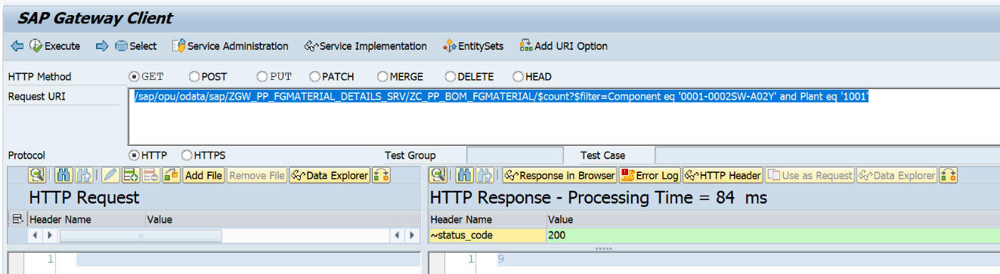 SAP Gateway Client
Execute Select Service Administration Service Implementation EntitySets Add URI Option
HTTP Method GET POST PUT PATCH MERGE DELETE HEAD
Request URI /sap/opu/odata/sap/ZGW_PP_FGMATERIAL_DETAILS_SRV/ZC_PP_BOM_FGMATERIAL/$count?$filter=Component eq '0001-0002SW-A02Y' and Plant eq '1001'
Protocol HTTP HTTPS Test Group Test Case
Add File Remove File Data Explorer Response in Browser Error Log HTTP Header Use as Request Data Explorer
HTTP Request HTTP Response - Processing Time = 84 ms
Header Name Value Header Name Value
~status_code 200
1 1 9